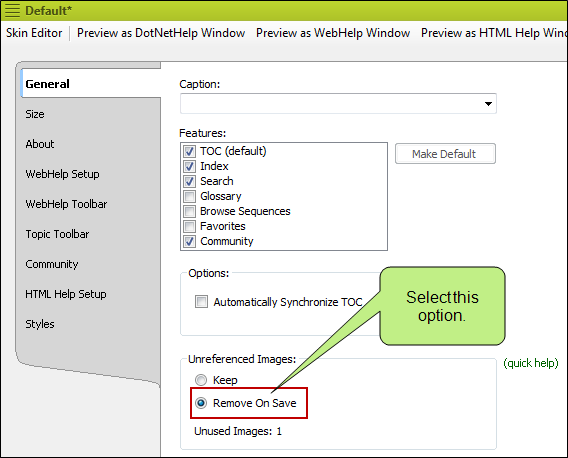 Default*
Skin Editor Preview as DotNetHelp Window Preview as WebHelp Window Preview as HTML Help Wind
General
Size
About
WebHelp Setup
WebHelp Toolbar
Topic Toolbar
Community
HTML Help Setup
Styles
Caption:
Features:
TOC (default)
Index
Search
Glossary
Browse Sequences
Favorites
Community
Make Default
Options:
Automatically Synchronize TOC
Select this
option.
Unreferenced Images:
(quick help)
Keep
Remove On Save
Unused Images: 1